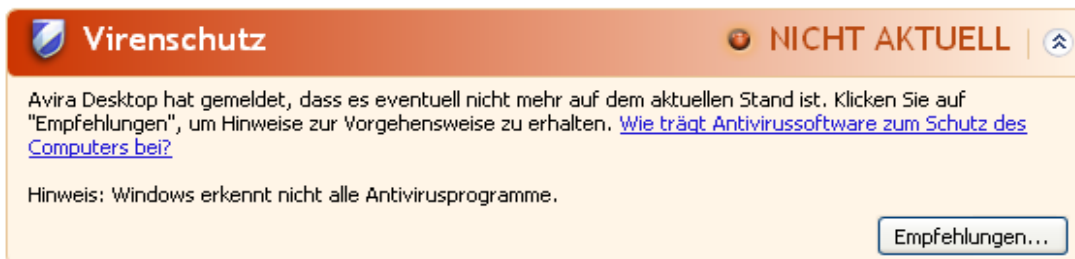 Virenschutz
NICHT AKTUELL
Avira Desktop hat gemeldet, dass es eventuell nicht mehr auf dem aktuellen Stand ist. Klicken Sie auf
"Empfehlungen", um Hinweise zur Vorgehensweise zu erhalten. Wie trägt Antivirussoftware zum Schutz des
Computers bei?
Hinweis: Windows erkennt nicht alle Antivirusprogramme.
Empfehlungen...